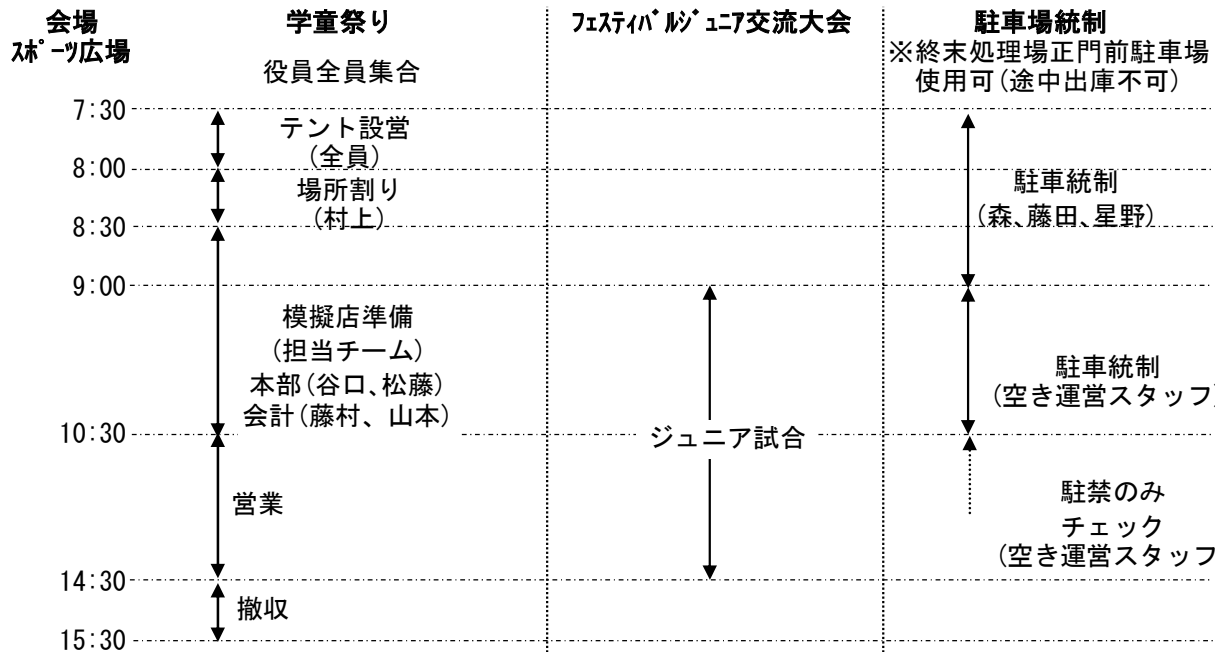 会場
ｽﾎﾟｰﾂ広場
学童祭り
ﾌｪｽﾃｨﾊﾞﾙｼﾞｭﾆｱ交流大会
駐車場統制
※終末処理場正門前駐車場
使用可(途中出庫不可)
役員全員集合
7:30
テント設営
(全員)
8:00
場所割り
(村上)
駐車統制
(森、藤田、星野)
8:30
9:00
模擬店準備
(担当チーム)
本部(谷口、松藤)
会計(藤村、山本)
駐車統制
(空き運営スタッフ)
10:30
ジュニア試合
営業
駐禁のみ
チェック
(空き運営スタッフ
14:30
撤収
15:30